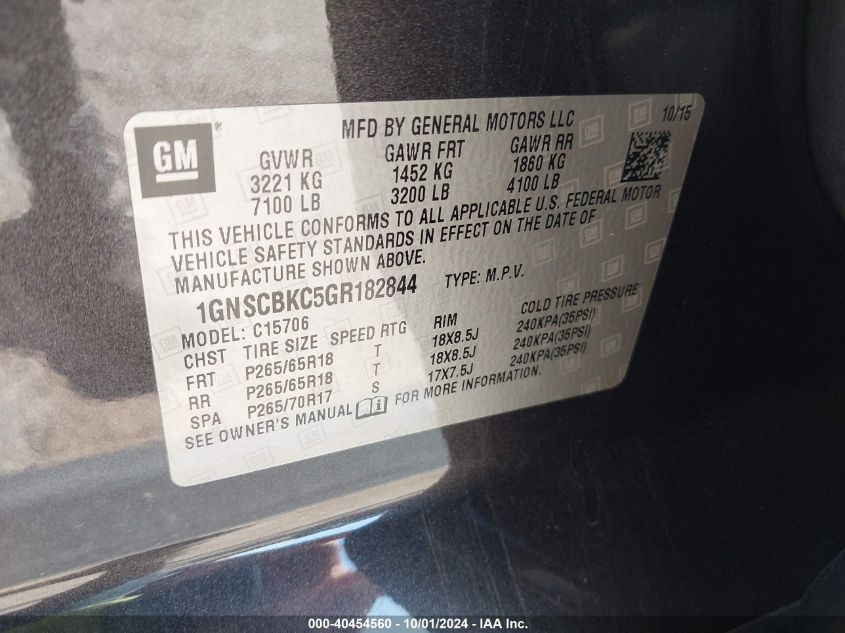 GM ®
MFD BY GENERAL MOTORS LLC 10/15
GVWR GAWR FRT GAWR RR
3221 KG 1452 KG 1860 KG
7100 LB 3200 LB 4100 LB
THIS VEHICLE CONFORMS TO ALL APPLICABLE U.S. FEDERAL MOTOR
VEHICLE SAFETY STANDARDS IN EFFECT ON THE DATE OF
MANUFACTURE SHOWN ABOVE.
1GNSCBKC5GR182844 TYPE: M.P.V.
MODEL: C15706
CHST TIRE SIZE SPEED RTG RIM COLD TIRE PRESSURE
FRT P265/65R18 T 18X8.5J 240KPA(35PSI)
RR P265/65R18 T 18X8.5J 240KPA(35PSI)
SPA P265/70R17 S 17X7.5J 240KPA(35PSI)
SEE OWNER'S MANUAL FOR MORE INFORMATION.
000-40454560 - 10/01/2024 - IAA Inc.